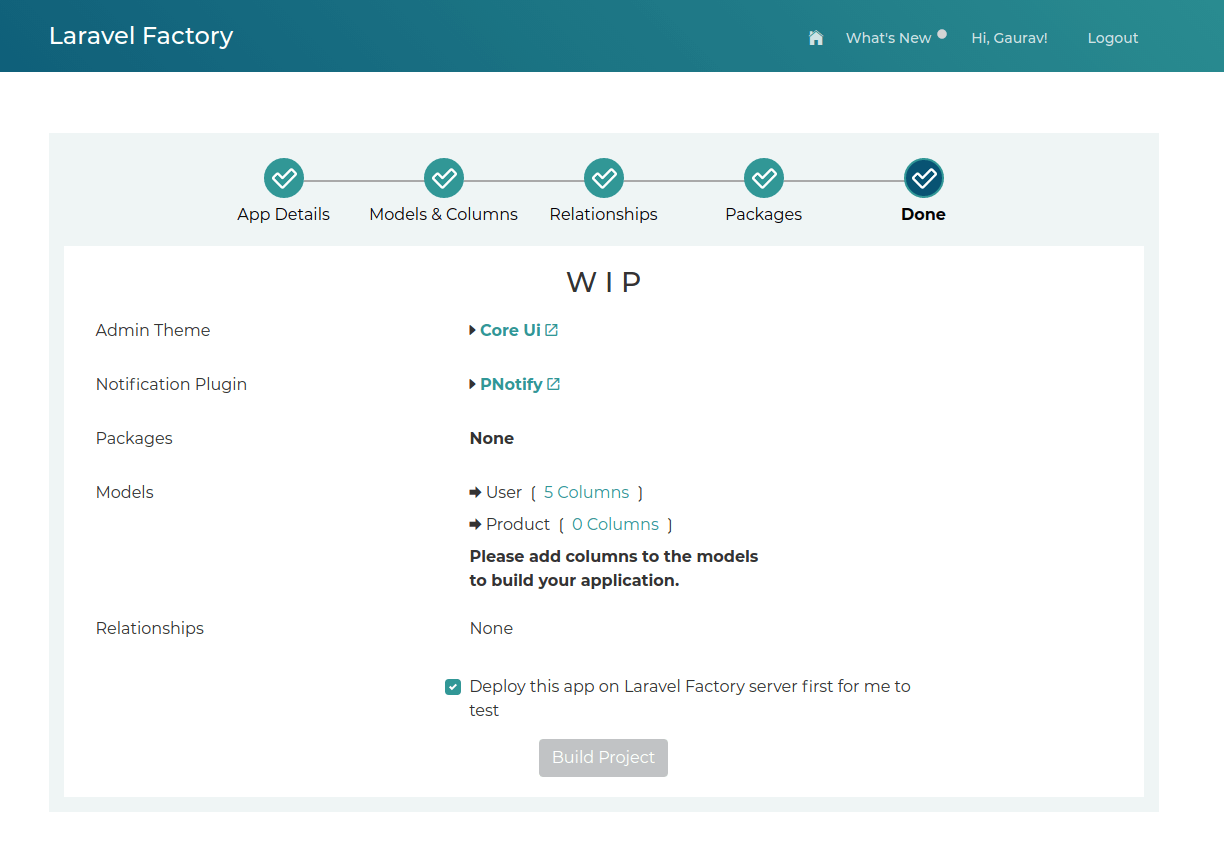 Laravel Factory
What's New
Hi, Gaurav!
Logout
App Details
Models & Columns
Relationships
Packages
Done
W I P
Admin Theme
Core Ui
Notification Plugin
PNotify
Packages
None
Models
User ( 5 Columns )
Product ( 0 Columns )
Please add columns to the models
to build your application.
Relationships
None
Deploy this app on Laravel Factory server first for me to
test
Build Project